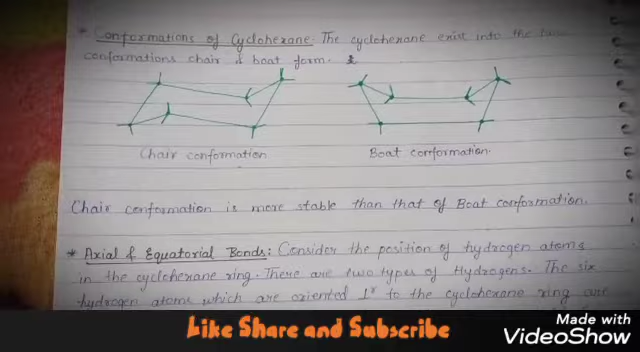 * Conformations of Cyclohexane. The cyclohexane exist into the two
conformations chair & boat form.
Chair conformation
Boat conformation.
Chair conformation is more stable than that of Boat conformation.
* Axial & Equatorial Bonds: Consider the position of hydrogen atoms
in the cyclohexane ring. There are two types of Hydrogens. The six
hydrogen atoms which are oriented ⊥r to the cyclohexane ring are
Like Share and Subscribe
Made with
VideoShow